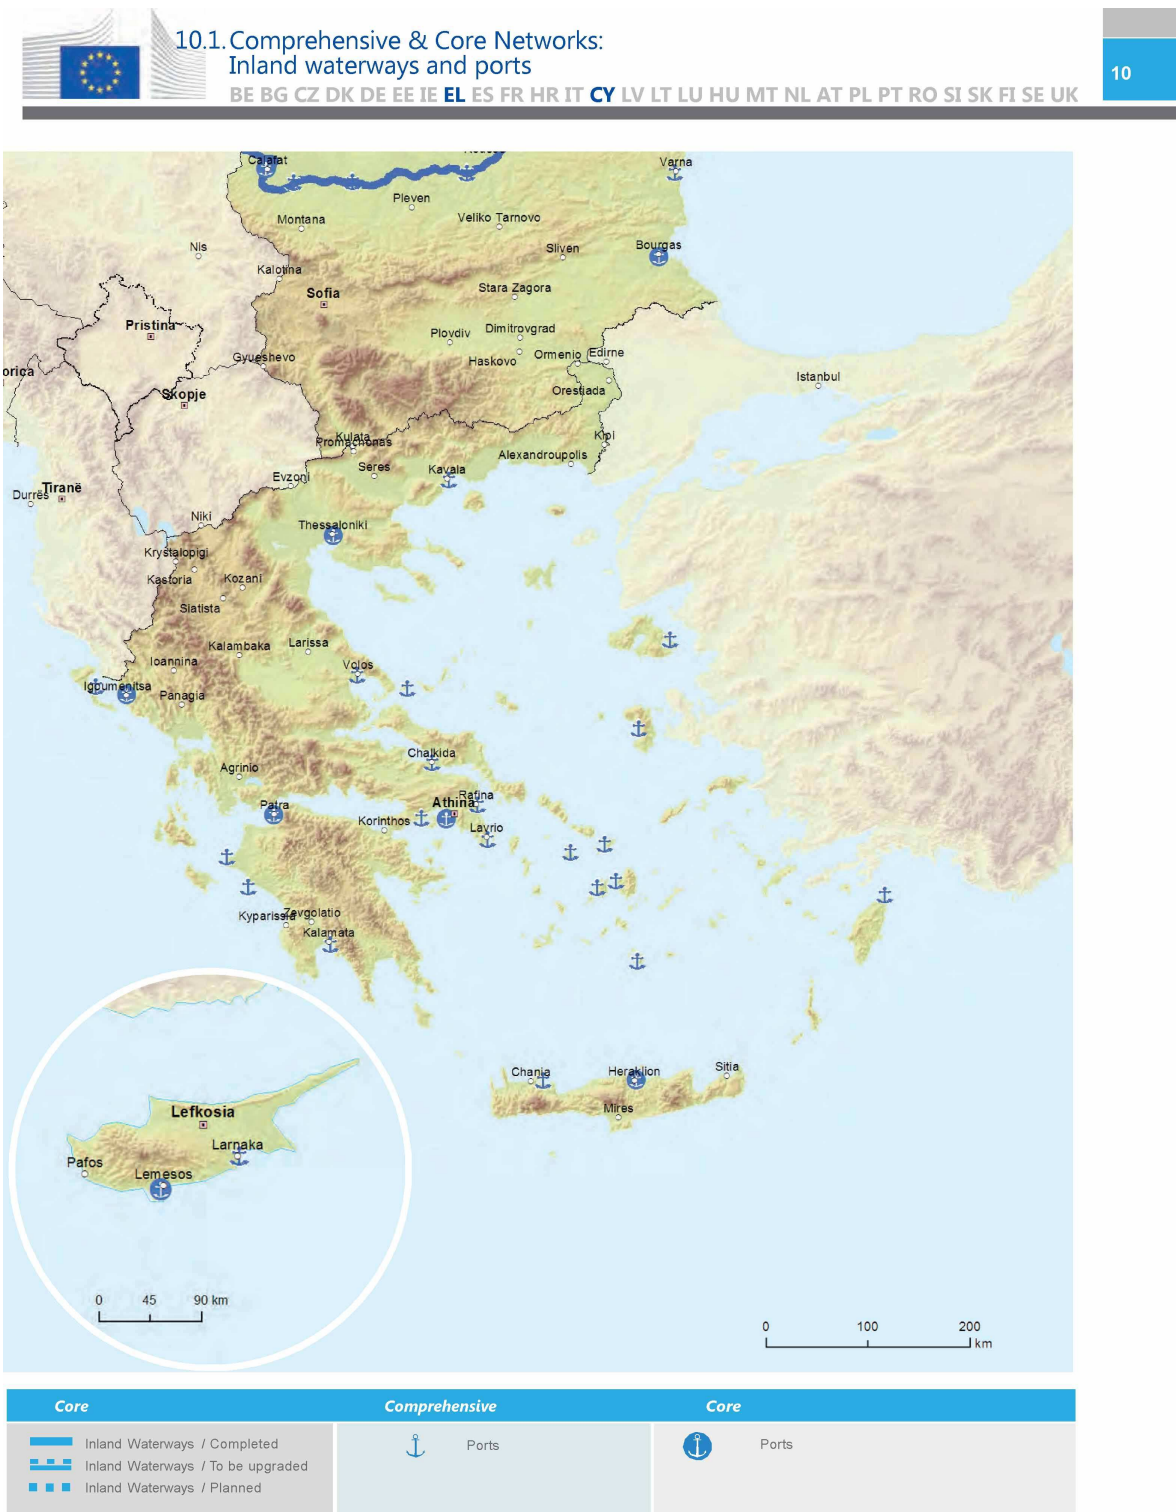 10.1. Comprehensive & Core Networks:
Inland waterways and ports
BE BG CZ DK DE EE IE EL ES FR HR IT CY LV LT LU HU MT NL AT PL PT RO SI SK FI SE UK
10
Calafat
Varna
Pleven
Montana
Veliko Tarnovo
Nis
Sliven
Bourgas
Kalotina
Sofia
Stara Zagora
Pristina
Plovdiv
Dimitrovgrad
Gyueshevo
Haskovo
Ormenio
Edirne
orica
Istanbul
Skopje
Orestiada
Kulata
Promachonas
Kipi
Alexandroupolis
Seres
Kavala
Evzoni
Tiranë
Durrës
Niki
Thessaloniki
Krystalopigi
Kastoria
Kozani
Siatista
Kalambaka
Larissa
Ioannina
Volos
Igoumenitsa
Panagia
Chalkida
Agrinio
Rafina
Patra
Athina
Korinthos
Lavrio
Kyparissia
Zevgolatio
Kalamata
Chania
Heraklion
Sitia
Mires
Lefkosia
Larnaka
Pafos
Lemesos
0 45 90 km
0 100 200
km
Core
Comprehensive
Core
Inland Waterways / Completed
Inland Waterways / To be upgraded
Inland Waterways / Planned
Ports
Ports